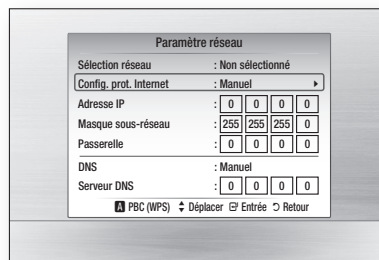 Paramètre réseau
Sélection réseau : Non sélectionné
Config. prot. Internet : Manuel
Adresse IP : 0 0 0 0
Masque sous-réseau : 255 255 255 0
Passerelle : 0 0 0 0
DNS : Manuel
Serveur DNS : 0 0 0 0
A PBC (WPS) Déplacer Entrée Retour